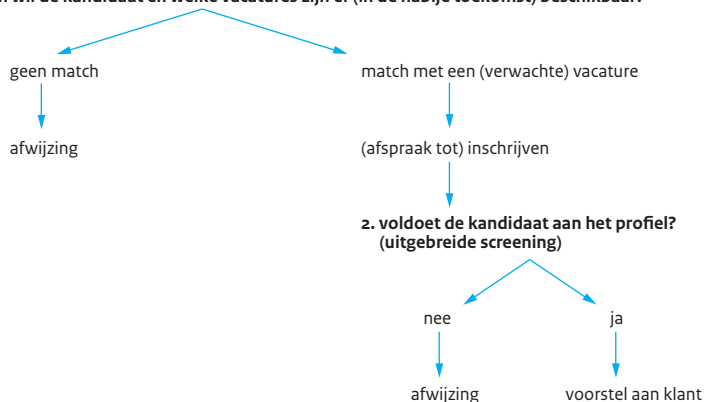 wil de kandidaat en welke vacatures zijn er (in de nabije toekomst) beschikbaar?
geen match
match met een (verwachte) vacature
afwijzing
(afspraak tot) inschrijven
2. voldoet de kandidaat aan het profiel?
(uitgebreide screening)
nee
ja
afwijzing
voorstel aan klant